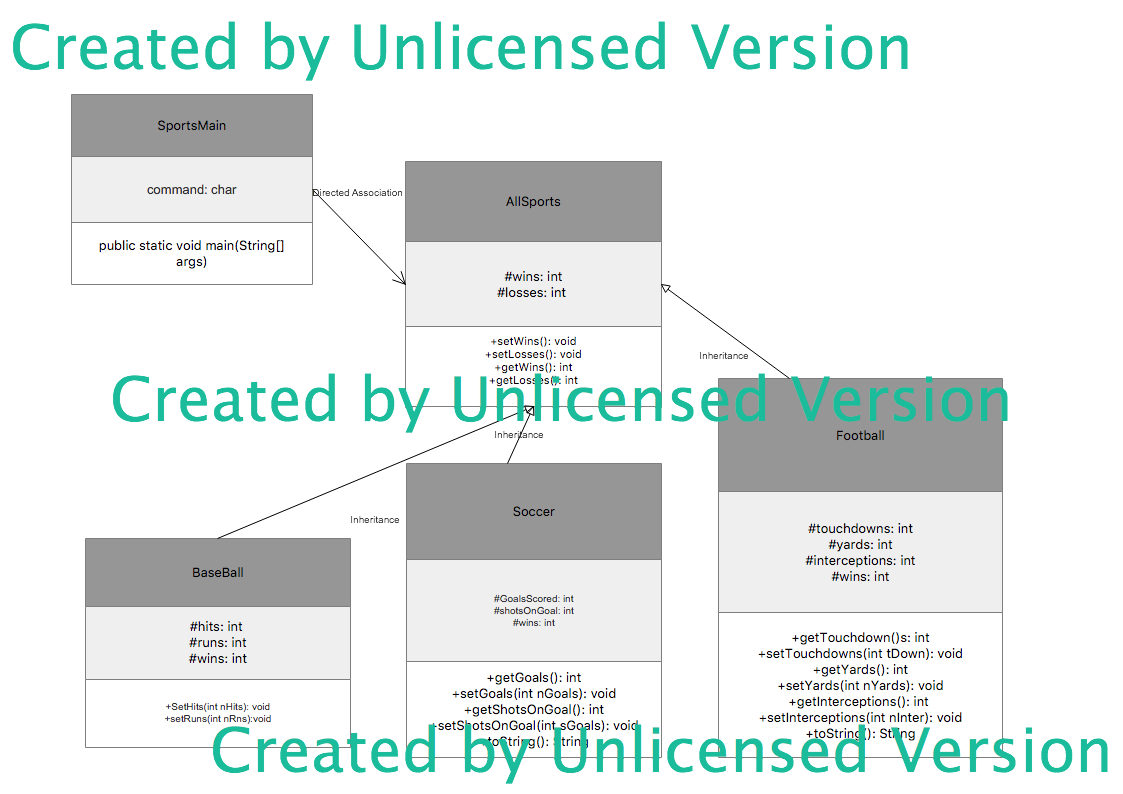 Created by Unlicensed Version
SportsMain
command: char
public static void main(String[]
args)
Directed Association
AllSports
#wins: int
#losses: int
+setWins(): void
+setLosses(): void
+getWins(): int
+getLosses(): int
Inheritance
Created by Unlicensed Version
Inheritance
Football
#touchdowns: int
#yards: int
#interceptions: int
#wins: int
+getTouchdown()s: int
+setTouchdowns(int tDown): void
+getYards(): int
+setYards(int nYards): void
+getInterceptions(): int
+setInterceptions(int nInter): void
+toString(): String
Soccer
#GoalsScored: int
#shotsOnGoal: int
#wins: int
+getGoals(): int
+setGoals(int nGoals): void
+getShotsOnGoal(): int
+setShotsOnGoal(int sGoals): void
+toString(): String
Inheritance
BaseBall
#hits: int
#runs: int
#wins: int
+SetHits(int nHits): void
+setRuns(int nRns):void
Created by Unlicensed Version